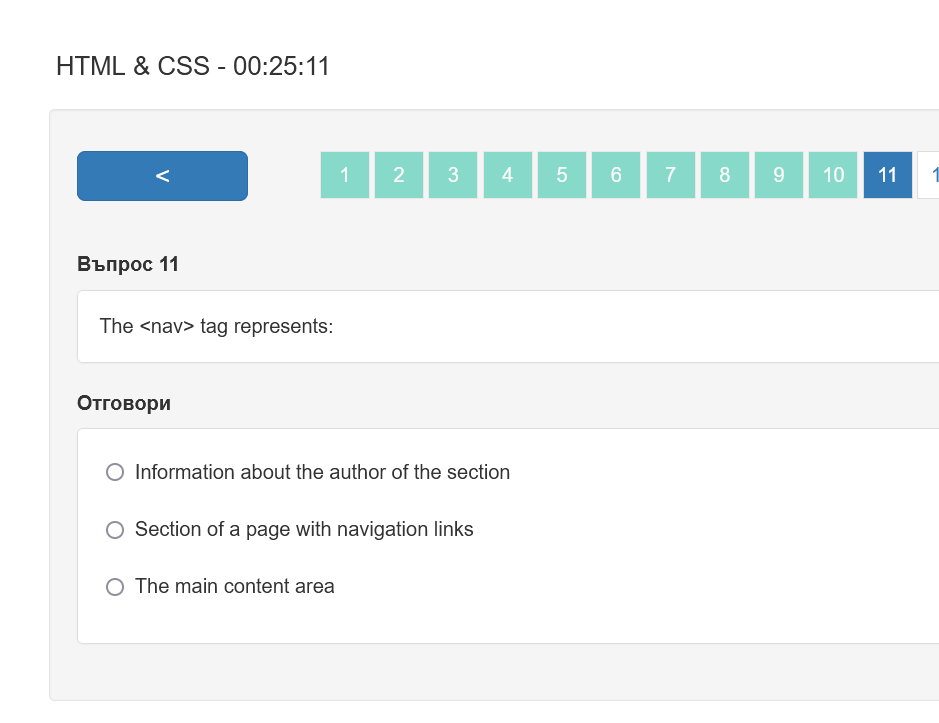 HTML & CSS - 00:25:11
< 1 2 3 4 5 6 7 8 9 10 11
Въпрос 11
The <nav> tag represents:
Отговори
Information about the author of the section
Section of a page with navigation links
The main content area